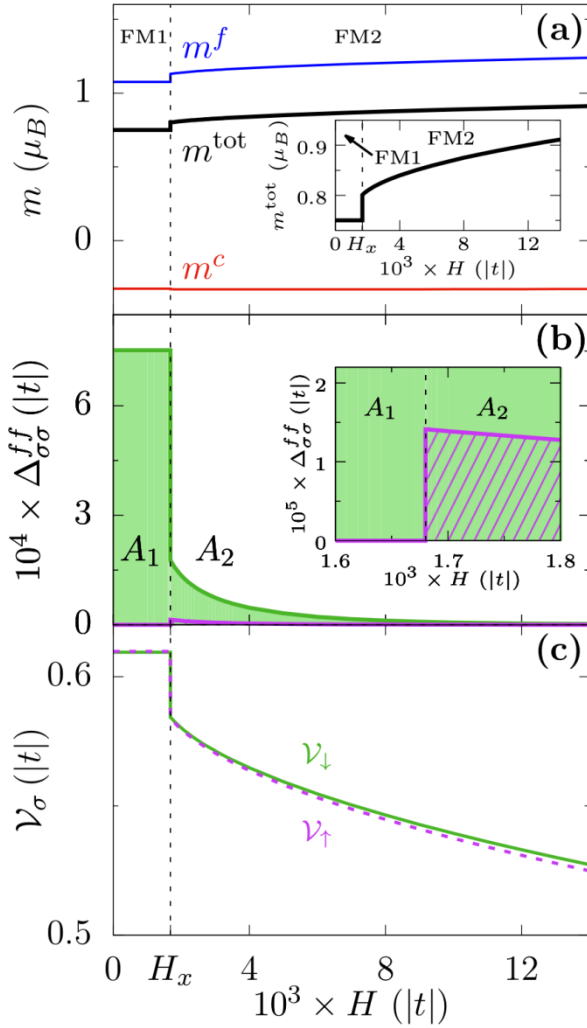 FM1 FM2 (a)
m^f
m^tot
m^c
m (μ_B)
1
0
FM2
FM1
m^tot (μ_B)
0.9
0.8
0 H_x 4 8 12
10^3 × H (|t|)
(b)
10^4 × Δ^{ff}_{σσ} (|t|)
7
3
0
A_1 A_2
A_1 A_2
10^5 × Δ^{ff}_{σσ} (|t|)
2
1
0
1.6 1.7 1.8
10^3 × H (|t|)
(c)
𝒱_σ (|t|)
0.6
0.5
𝒱_↓
𝒱_↑
0 H_x 4 8 12
10^3 × H (|t|)